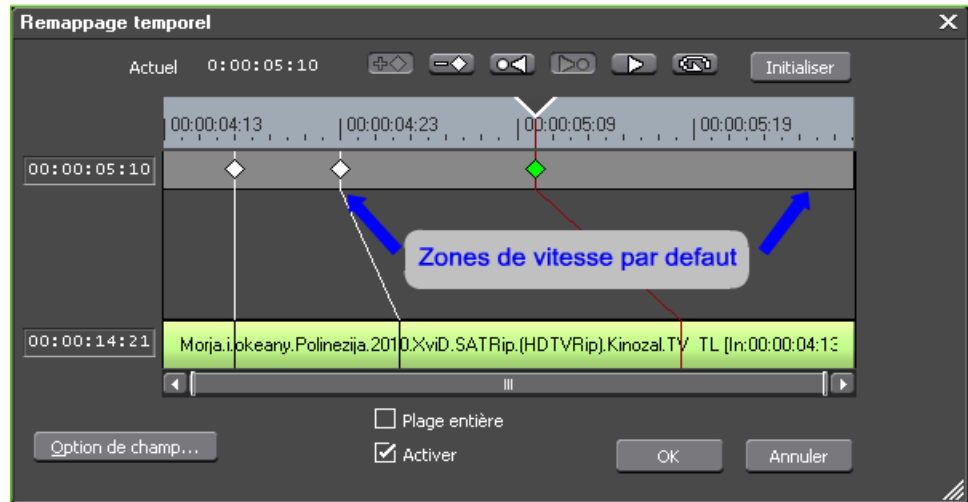 Remappage temporel
Actuel 0:00:05:10 Initialiser
00:00:04:13 00:00:04:23 00:00:05:09 00:00:05:19
00:00:05:10
Zones de vitesse par defaut
00:00:14:21 Morja.i.okeany.Polinezija.2010.XviD.SATRip.(HDTVRip).Kinozal.TV TL [In:00:00:04:13
Plage entière
Option de champ... Activer OK Annuler